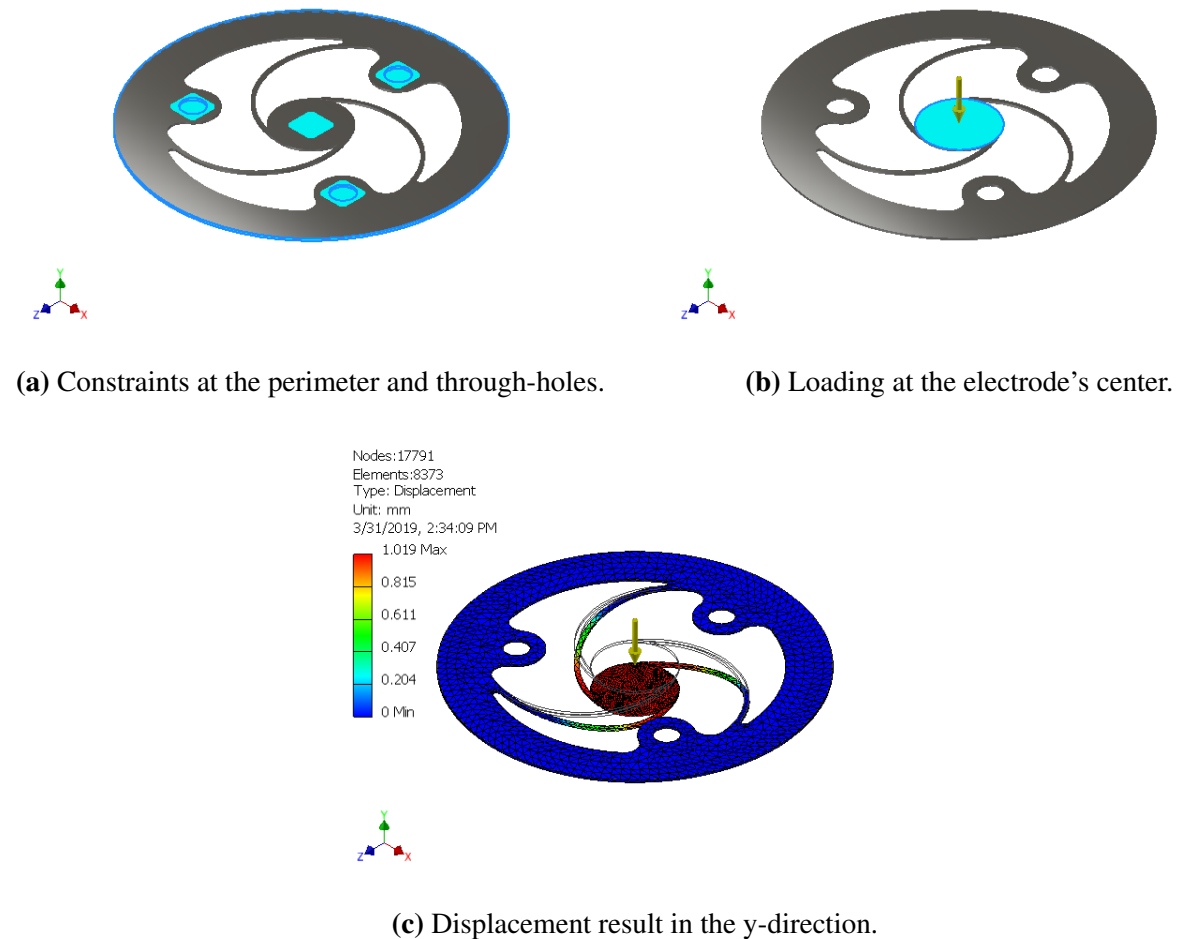 Y
Z
X
Y
Z
X
(a) Constraints at the perimeter and through-holes.
(b) Loading at the electrode's center.
Nodes:17791
Elements:8373
Type: Displacement
Unit: mm
3/31/2019, 2:34:09 PM
1.019 Max
0.815
0.611
0.407
0.204
0 Min
Y
Z
X
(c) Displacement result in the y-direction.